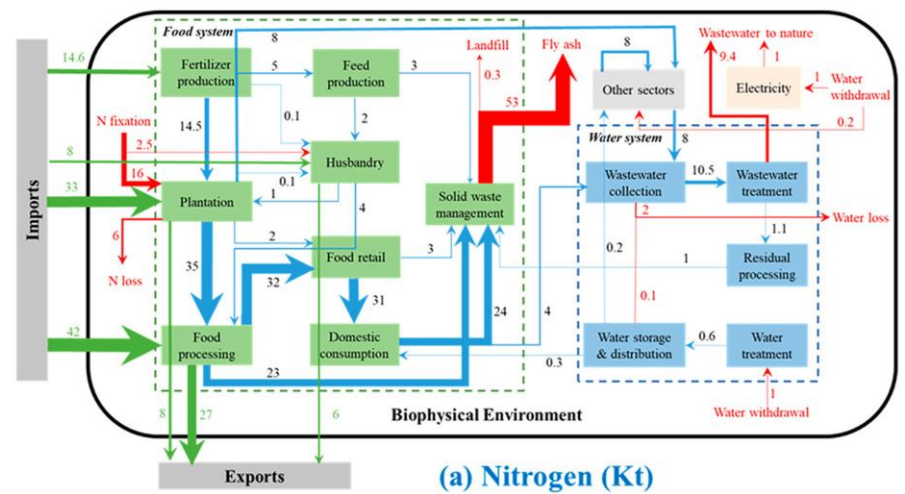 Food system
8
Wastewater to nature
14.6
Fertilizer
production
5
Feed
production
3
Landfill
0.3
Fly ash
8
Other sectors
9.4
1
Electricity
1
Water
withdrawal
0.2
53
N fixation
0.1
14.5
2
2.5
8
Husbandry
Water system
8
16
33
0.1
Plantation
1
4
Solid waste
management
Wastewater
collection
10.5
Wastewater
treatment
2
Water loss
6
N loss
2
35
Food retail
3
0.2
1.1
1
Residual
processing
32
31
24
4
0.1
42
Food
processing
Domestic
consumption
Water storage
& distribution
0.6
Water
treatment
0.3
23
1
Water withdrawal
8
27
6
Biophysical Environment
Imports
Exports
(a) Nitrogen (Kt)